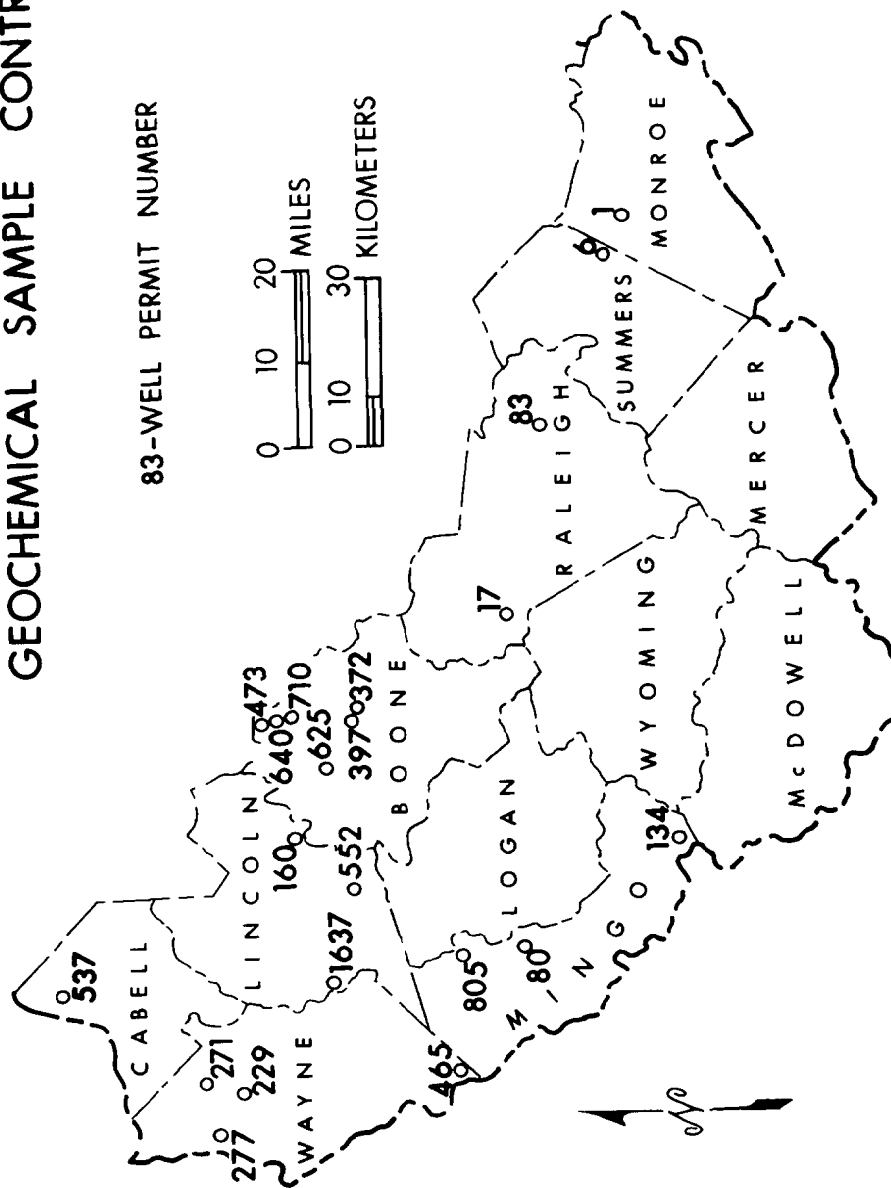 GEOCHEMICAL SAMPLE CONTR
83-WELL PERMIT NUMBER
0 10 20
MILES
0 10 30
KILOMETERS
537
CABELL
271
229
277
WAYNE
LINCOLN
160
552
1637
473
640
710
625
397 372
BOONE
465
805
80
MINGO
LOGAN
134
17
83
RALEIGH
WYOMING
SUMMERS
1
MONROE
MERCER
McDOWELL
N